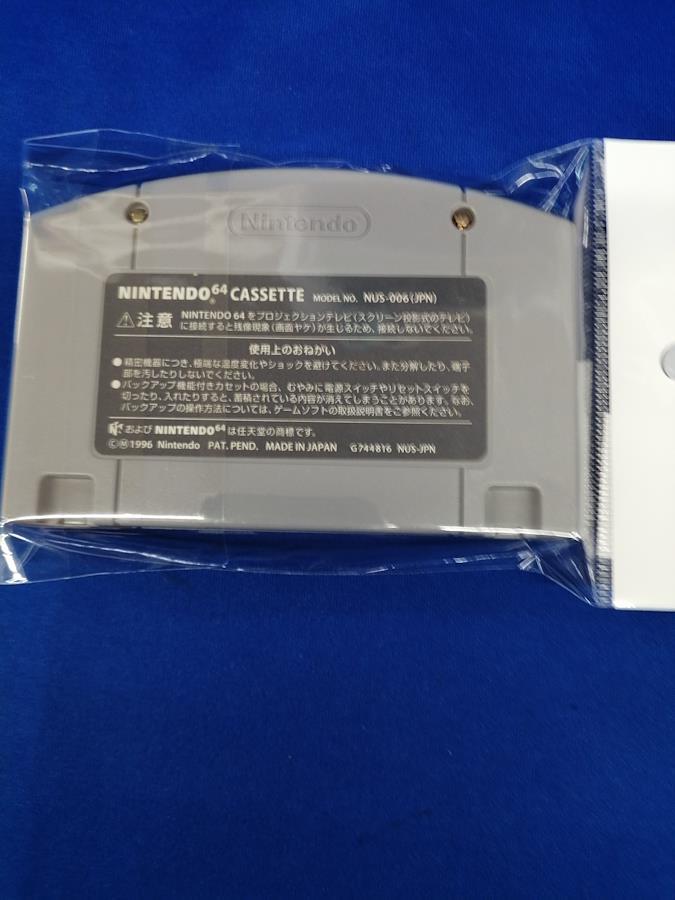 Nintendo
NINTENDO64 CASSETTE MODEL NO. NUS-006(JPN)
注意 NINTENDO 64をプロジェクションテレビ(スクリーン投影式のテレビ)
に接続すると残像現象(画面ヤケ)が生じるため、接続しないでください。
使用上のおねがい
●精密機器につき、極端な温度変化やショックを避けてください。また分解したり、端子
部を汚したりしないでください。
●バックアップ機能付きカセットの場合、むやみに電源スイッチやリセットスイッチを
切ったり、入れたりすると、蓄積されている内容が消えてしまうことがあります。なお、
バックアップの操作方法については、ゲームソフトの取扱説明書をご参照ください。
および NINTENDO64は任天堂の商標です。
©Ⓜ1996 Nintendo PAT. PEND. MADE IN JAPAN G744816 NUS-JPN